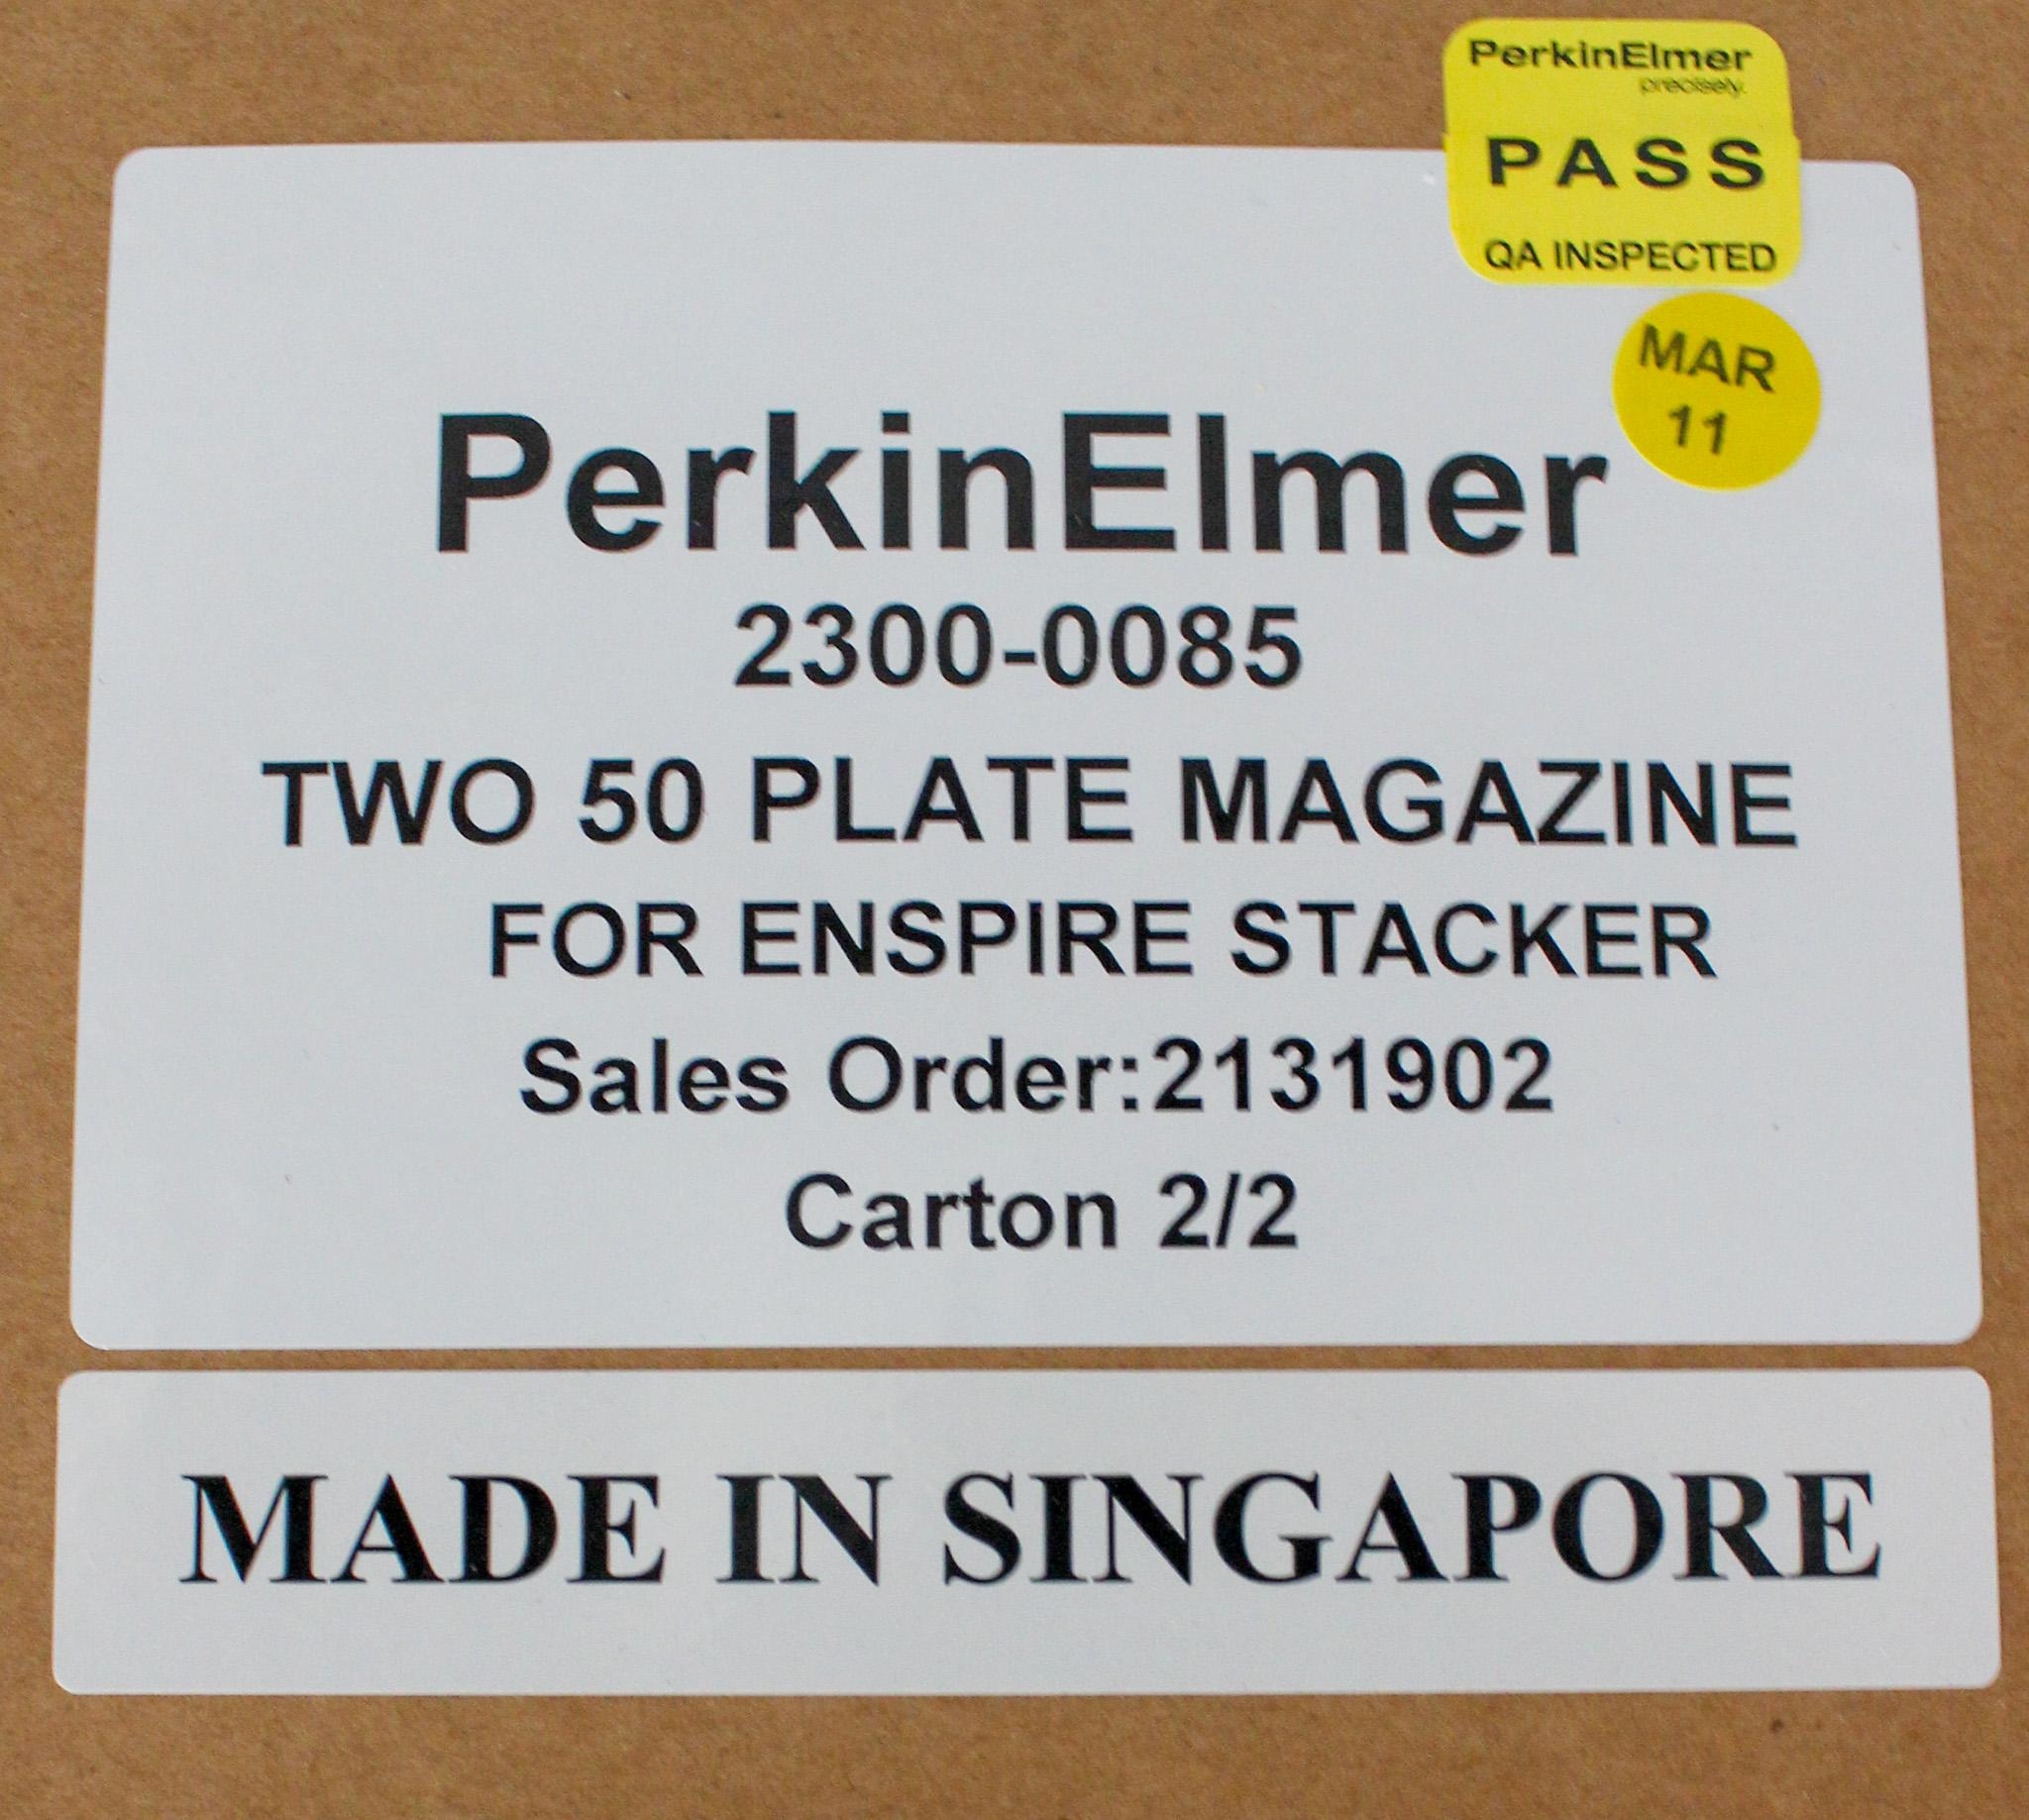 PerkinElmer
precisely.
PASS
QA INSPECTED
MAR
11
PerkinElmer
2300-0085
TWO 50 PLATE MAGAZINE
FOR ENSPIRE STACKER
Sales Order:2131902
Carton 2/2
MADE IN SINGAPORE